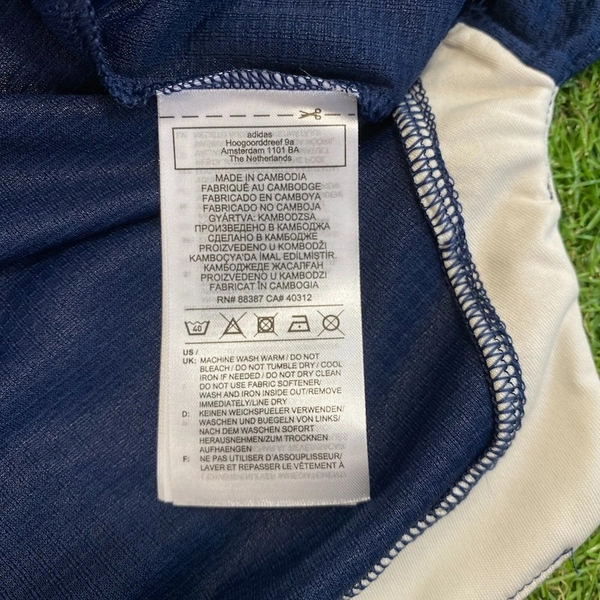 adidas
Hoogoorddreef 9a
Amsterdam 1101 BA
The Netherlands
MADE IN CAMBODIA
FABRIQUÉ AU CAMBODGE
FABRICADO EN CAMBOYA
FABRICADO NO CAMBOJA
GYÁRTVA: KAMBODZSA
ПРОИЗВЕДЕНО В КАМБОДЖА
СДЕЛАНО В КАМБОДЖЕ
PROIZVEDENO U KOMBODŽI
KAMBOÇYA'DA İMAL EDİLMİŞTİR.
КАМБОДЖЕДЕ ЖАСАЛҒАН
PROIZVEDENO U KAMBODŽI
FABRICAT ÎN CAMBOGIA
RN# 88387 CA# 40312
40
US /
UK: MACHINE WASH WARM / DO NOT
BLEACH / DO NOT TUMBLE DRY / COOL
IRON IF NEEDED / DO NOT DRY CLEAN
DO NOT USE FABRIC SOFTENER/
WASH AND IRON INSIDE OUT/REMOVE
IMMEDIATELY/LINE DRY
D: KEINEN WEICHSPUELER VERWENDEN/
WASCHEN UND BUEGELN VON LINKS/
NACH DEM WASCHEN SOFORT
HERAUSNEHMEN/ZUM TROCKNEN
AUFHAENGEN
F: NE PAS UTILISER D'ASSOUPLISSEUR/
LAVER ET REPASSER LE VÊTEMENT À